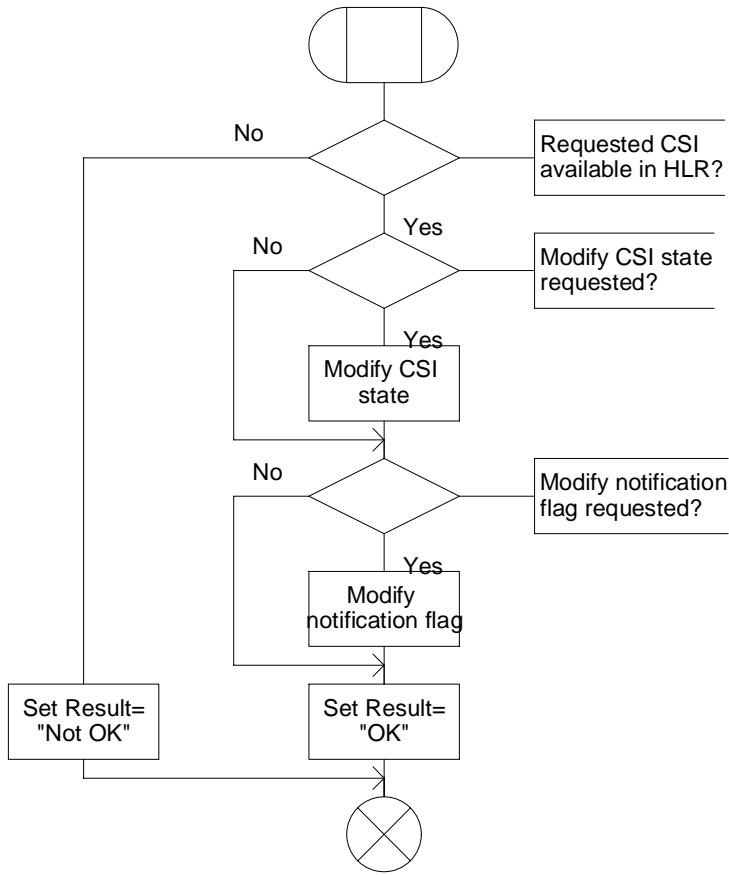 No
Requested CSI
available in HLR?
Yes
No
Modify CSI state
requested?
Yes
Modify CSI
state
No
Modify notification
flag requested?
Yes
Modify
notification flag
Set Result=
"Not OK"
Set Result=
"OK"